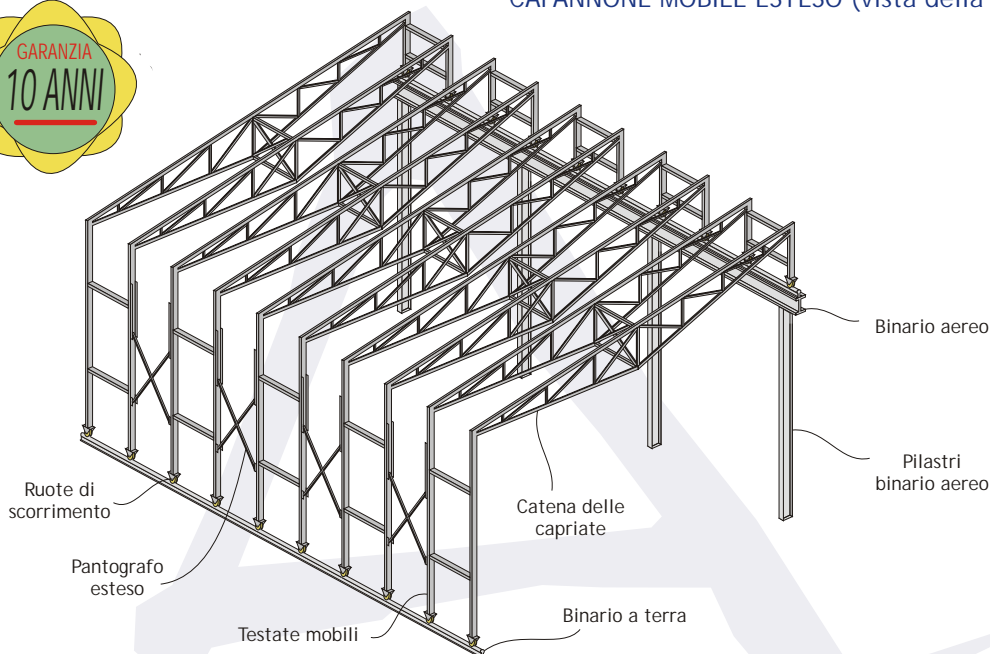 CAPANNONE MOBILE ESTESO (vista della
GARANZIA
10 ANNI
Binario aereo
Pilastri
binario aereo
Catena delle
capriate
Ruote di
scorrimento
Pantografo
esteso
Testate mobili
Binario a terra